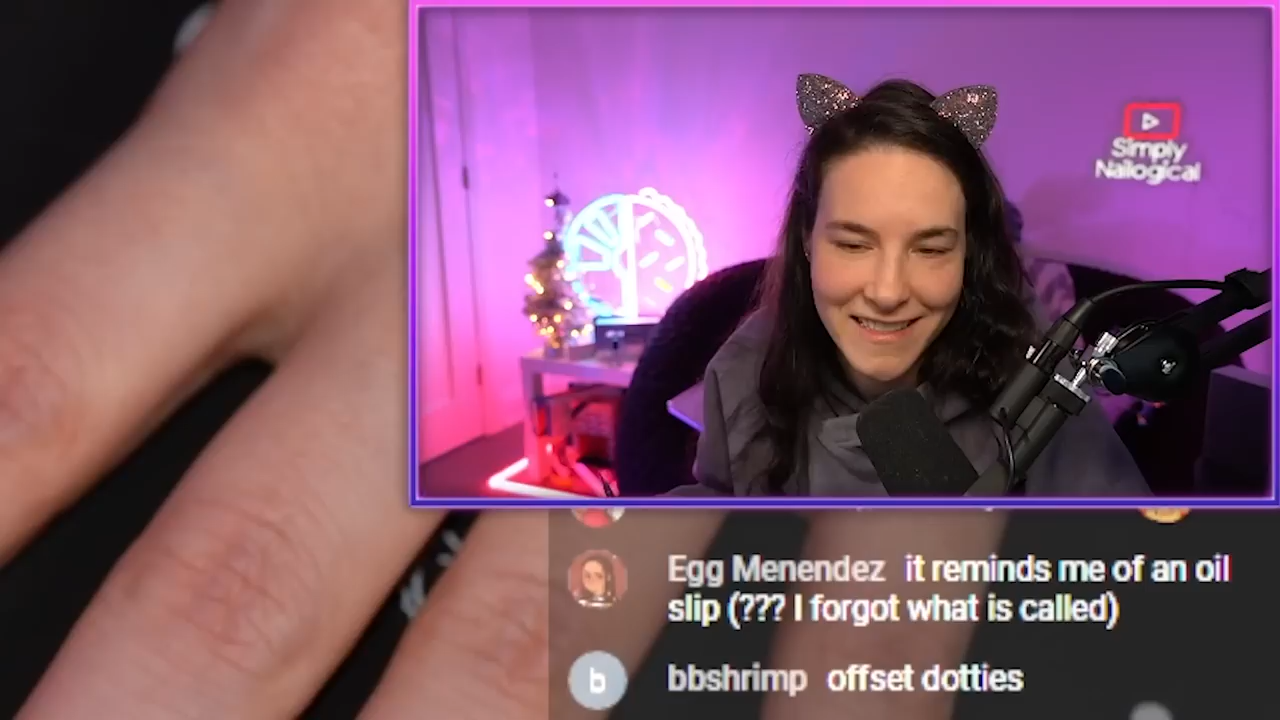 Simply
Nailogical
Egg Menendez it reminds me of an oil
slip (??? I forgot what is called)
b bbshrimp offset dotties